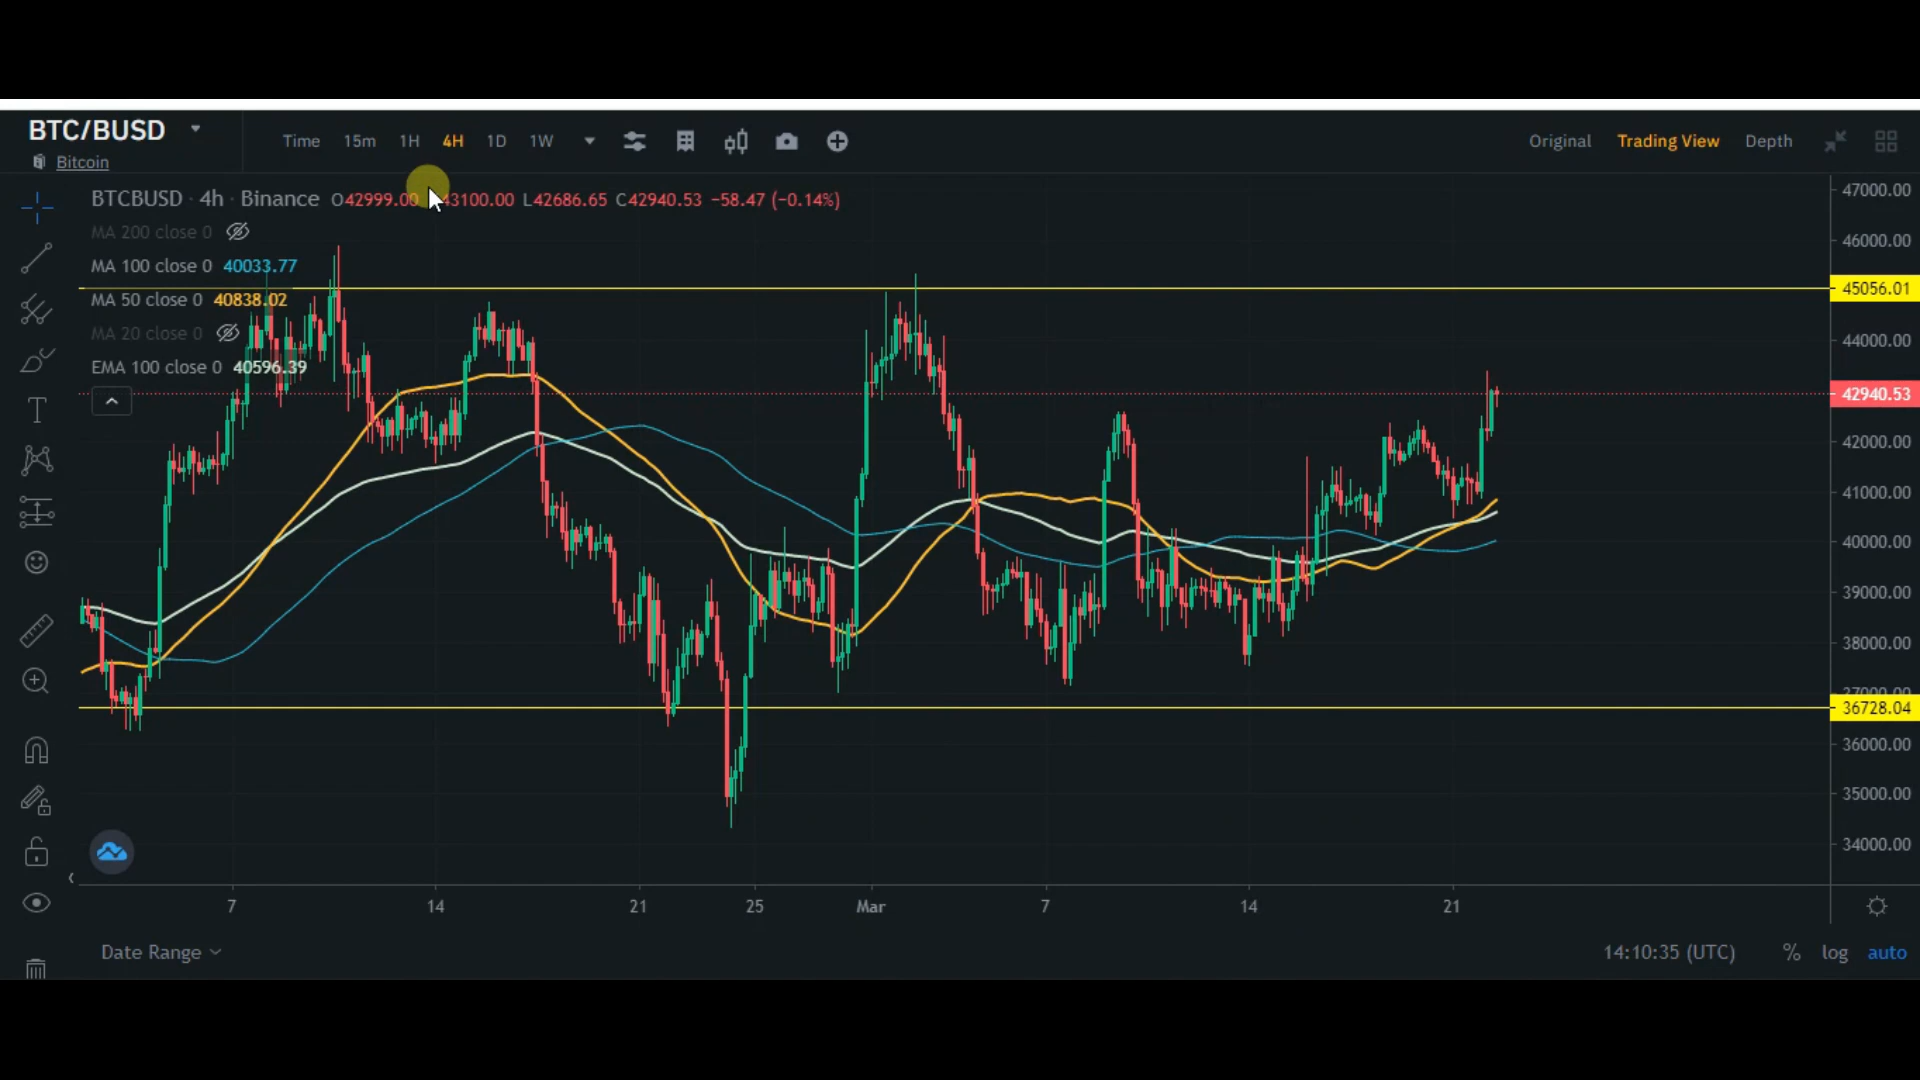 BTC/BUSD
Bitcoin
Time 15m 1H 4H 1D 1W
Original Trading View Depth
BTCBUSD · 4h · Binance O42999.00 43100.00 L42686.65 C42940.53 −58.47 (−0.14%)
MA 200 close 0
MA 100 close 0 40033.77
MA 50 close 0 40838.02
MA 20 close 0
EMA 100 close 0 40596.39
47000.00
46000.00
45056.01
44000.00
42940.53
42000.00
41000.00
40000.00
39000.00
38000.00
37000.00
36728.04
36000.00
35000.00
34000.00
7 14 21 25 Mar 7 14 21
Date Range
14:10:35 (UTC) % log auto